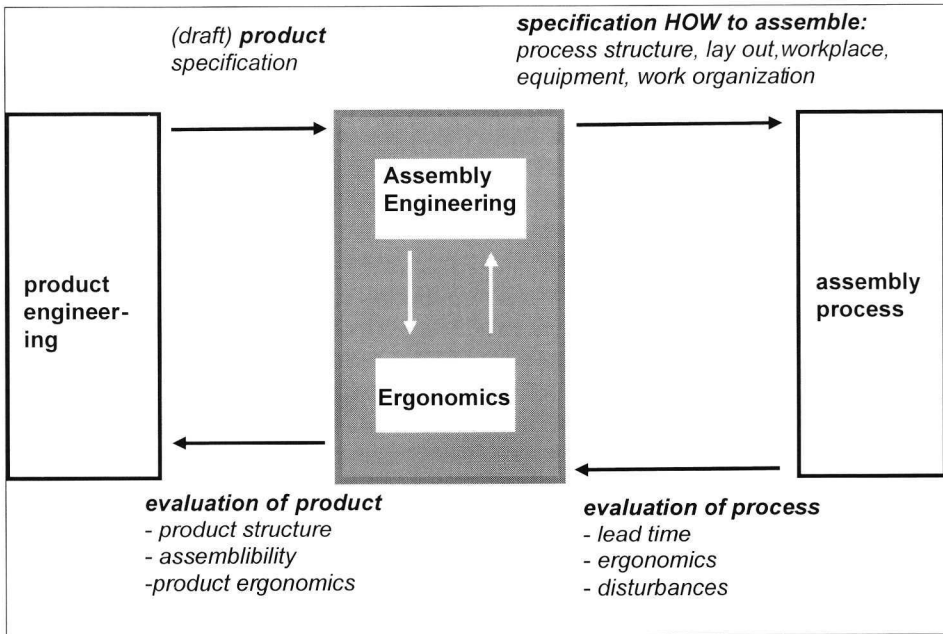 (draft) product
specification
specification HOW to assemble:
process structure, lay out,workplace,
equipment, work organization
Assembly
Engineering
product
engineer-
ing
assembly
process
Ergonomics
evaluation of product
- product structure
- assemblibility
-product ergonomics
evaluation of process
- lead time
- ergonomics
- disturbances